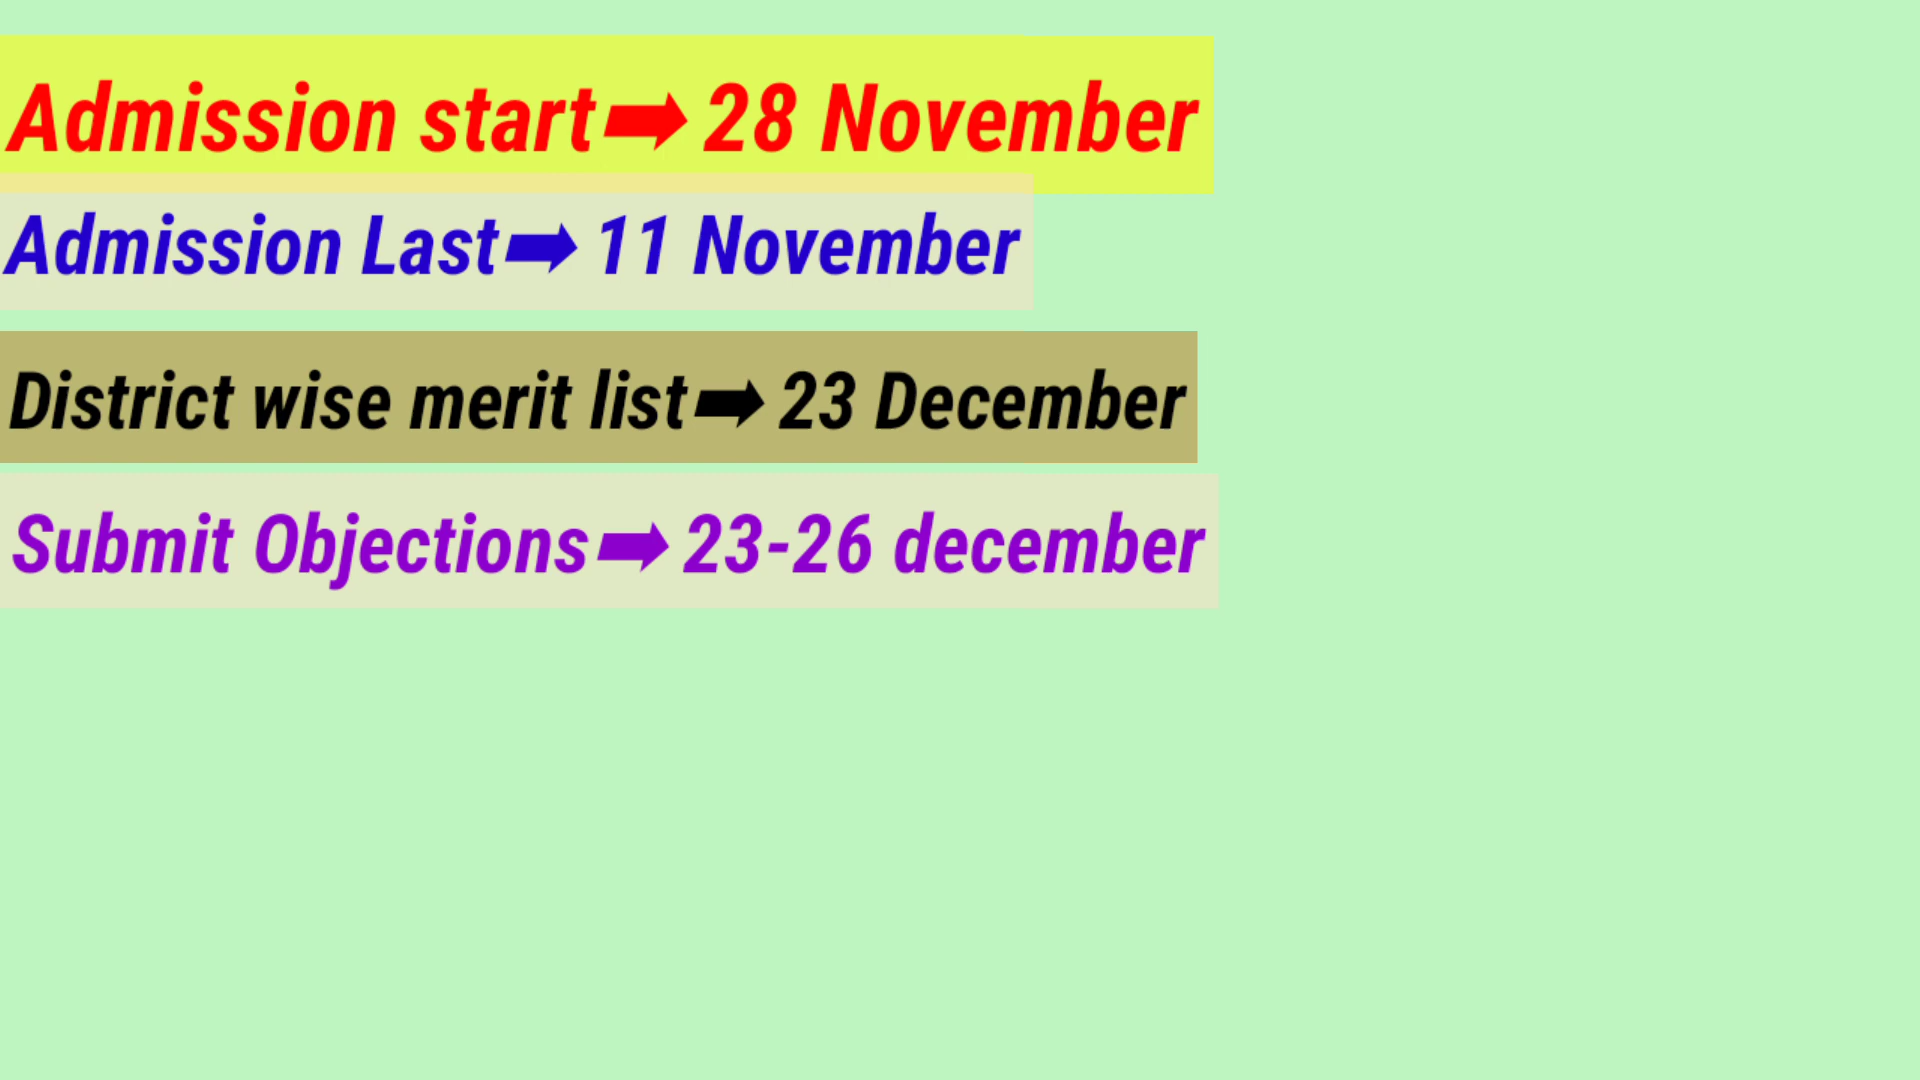 Admission start➡ 28 November
Admission Last➡ 11 November
District wise merit list➡ 23 December
Submit Objections➡ 23-26 december